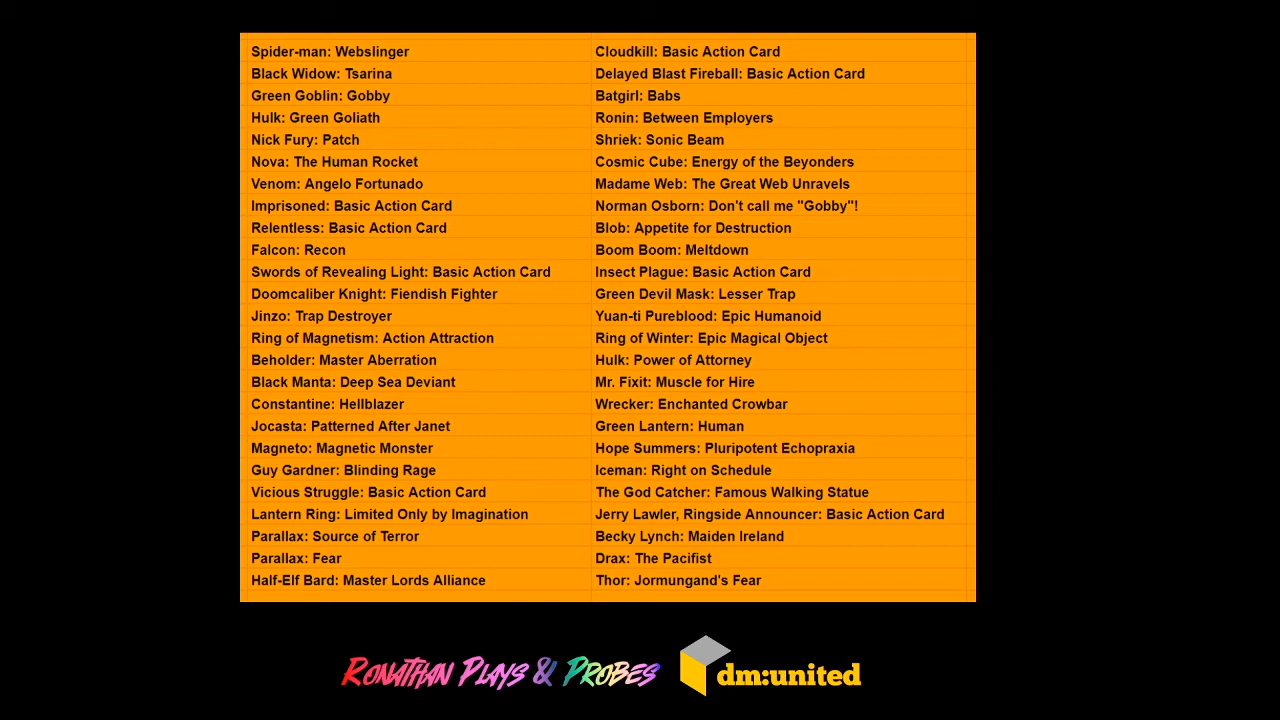 Spider-man: Webslinger
Black Widow: Tsarina
Green Goblin: Gobby
Hulk: Green Goliath
Nick Fury: Patch
Nova: The Human Rocket
Venom: Angelo Fortunado
Imprisoned: Basic Action Card
Relentless: Basic Action Card
Falcon: Recon
Swords of Revealing Light: Basic Action Card
Doomcaliber Knight: Fiendish Fighter
Jinzo: Trap Destroyer
Ring of Magnetism: Action Attraction
Beholder: Master Aberration
Black Manta: Deep Sea Deviant
Constantine: Hellblazer
Jocasta: Patterned After Janet
Magneto: Magnetic Monster
Guy Gardner: Blinding Rage
Vicious Struggle: Basic Action Card
Lantern Ring: Limited Only by Imagination
Parallax: Source of Terror
Parallax: Fear
Half-Elf Bard: Master Lords Alliance
Cloudkill: Basic Action Card
Delayed Blast Fireball: Basic Action Card
Batgirl: Babs
Ronin: Between Employers
Shriek: Sonic Beam
Cosmic Cube: Energy of the Beyonders
Madame Web: The Great Web Unravels
Norman Osborn: Don't call me "Gobby"!
Blob: Appetite for Destruction
Boom Boom: Meltdown
Insect Plague: Basic Action Card
Green Devil Mask: Lesser Trap
Yuan-ti Pureblood: Epic Humanoid
Ring of Winter: Epic Magical Object
Hulk: Power of Attorney
Mr. Fixit: Muscle for Hire
Wrecker: Enchanted Crowbar
Green Lantern: Human
Hope Summers: Pluripotent Echopraxia
Iceman: Right on Schedule
The God Catcher: Famous Walking Statue
Jerry Lawler, Ringside Announcer: Basic Action Card
Becky Lynch: Maiden Ireland
Drax: The Pacifist
Thor: Jormungand's Fear
Ronathan Plays & Probes
dm:united